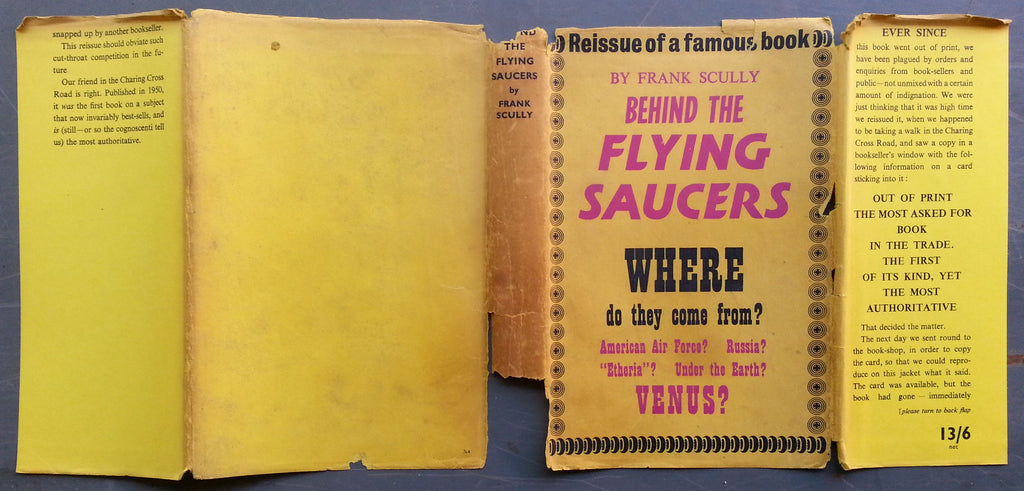 snapped up by another bookseller.
This reissue should obviate such
cut-throat competition in the fu-
ture
Our friend in the Charing Cross
Road is right. Published in 1950,
it was the first book on a subject
that now invariably best-sells, and
is (still—or so the cognoscenti tell
us) the most authoritative.
THE
FLYING
SAUCERS
by
FRANK
SCULLY
Reissue of a famous book
BY FRANK SCULLY
BEHIND THE
FLYING
SAUCERS
WHERE
do they come from?
American Air Force? Russia?
"Etheria"? Under the Earth?
VENUS?
EVER SINCE
this book went out of print, we
have been plagued by orders and
enquiries from book-sellers and
public—not unmixed with a certain
amount of indignation. We were
just thinking that it was high time
we reissued it, when we happened
to be taking a walk in the Charing
Cross Road, and saw a copy in a
bookseller's window with the fol-
lowing information on a card
sticking into it :
OUT OF PRINT
THE MOST ASKED FOR
BOOK
IN THE TRADE.
THE FIRST
OF ITS KIND, YET
THE MOST
AUTHORITATIVE
That decided the matter.
The next day we sent round to
the book-shop, in order to copy
the card, so that we could repro-
duce on this jacket what it said.
The card was available, but the
book had gone — immediately
[please turn to back flap
13/6
net